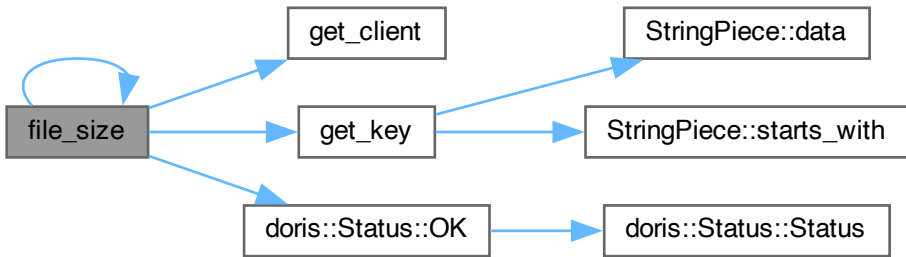 get_client
StringPiece::data
file_size
get_key
StringPiece::starts_with
doris::Status::OK
doris::Status::Status